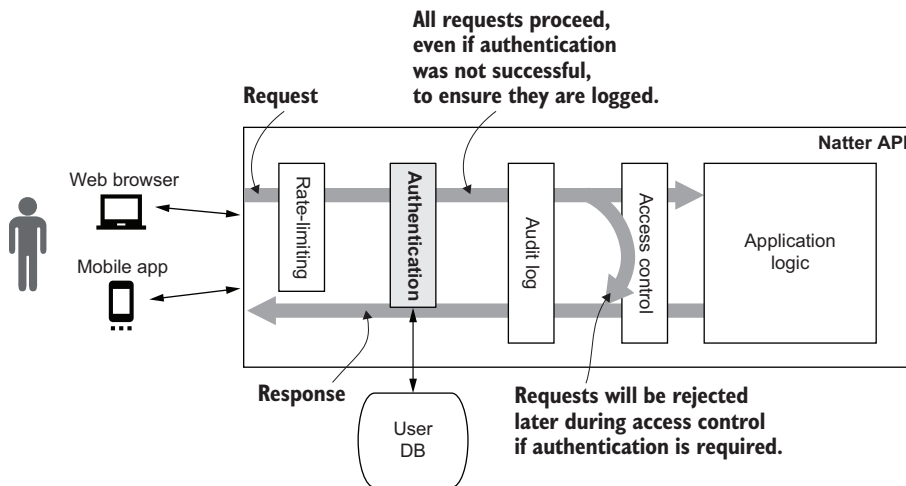 All requests proceed,
even if authentication
was not successful,
to ensure they are logged.
Request
Natter API
Web browser
Mobile app
Rate-limiting
Authentication
Audit log
Access control
Application
logic
Response
User
DB
Requests will be rejected
later during access control
if authentication is required.